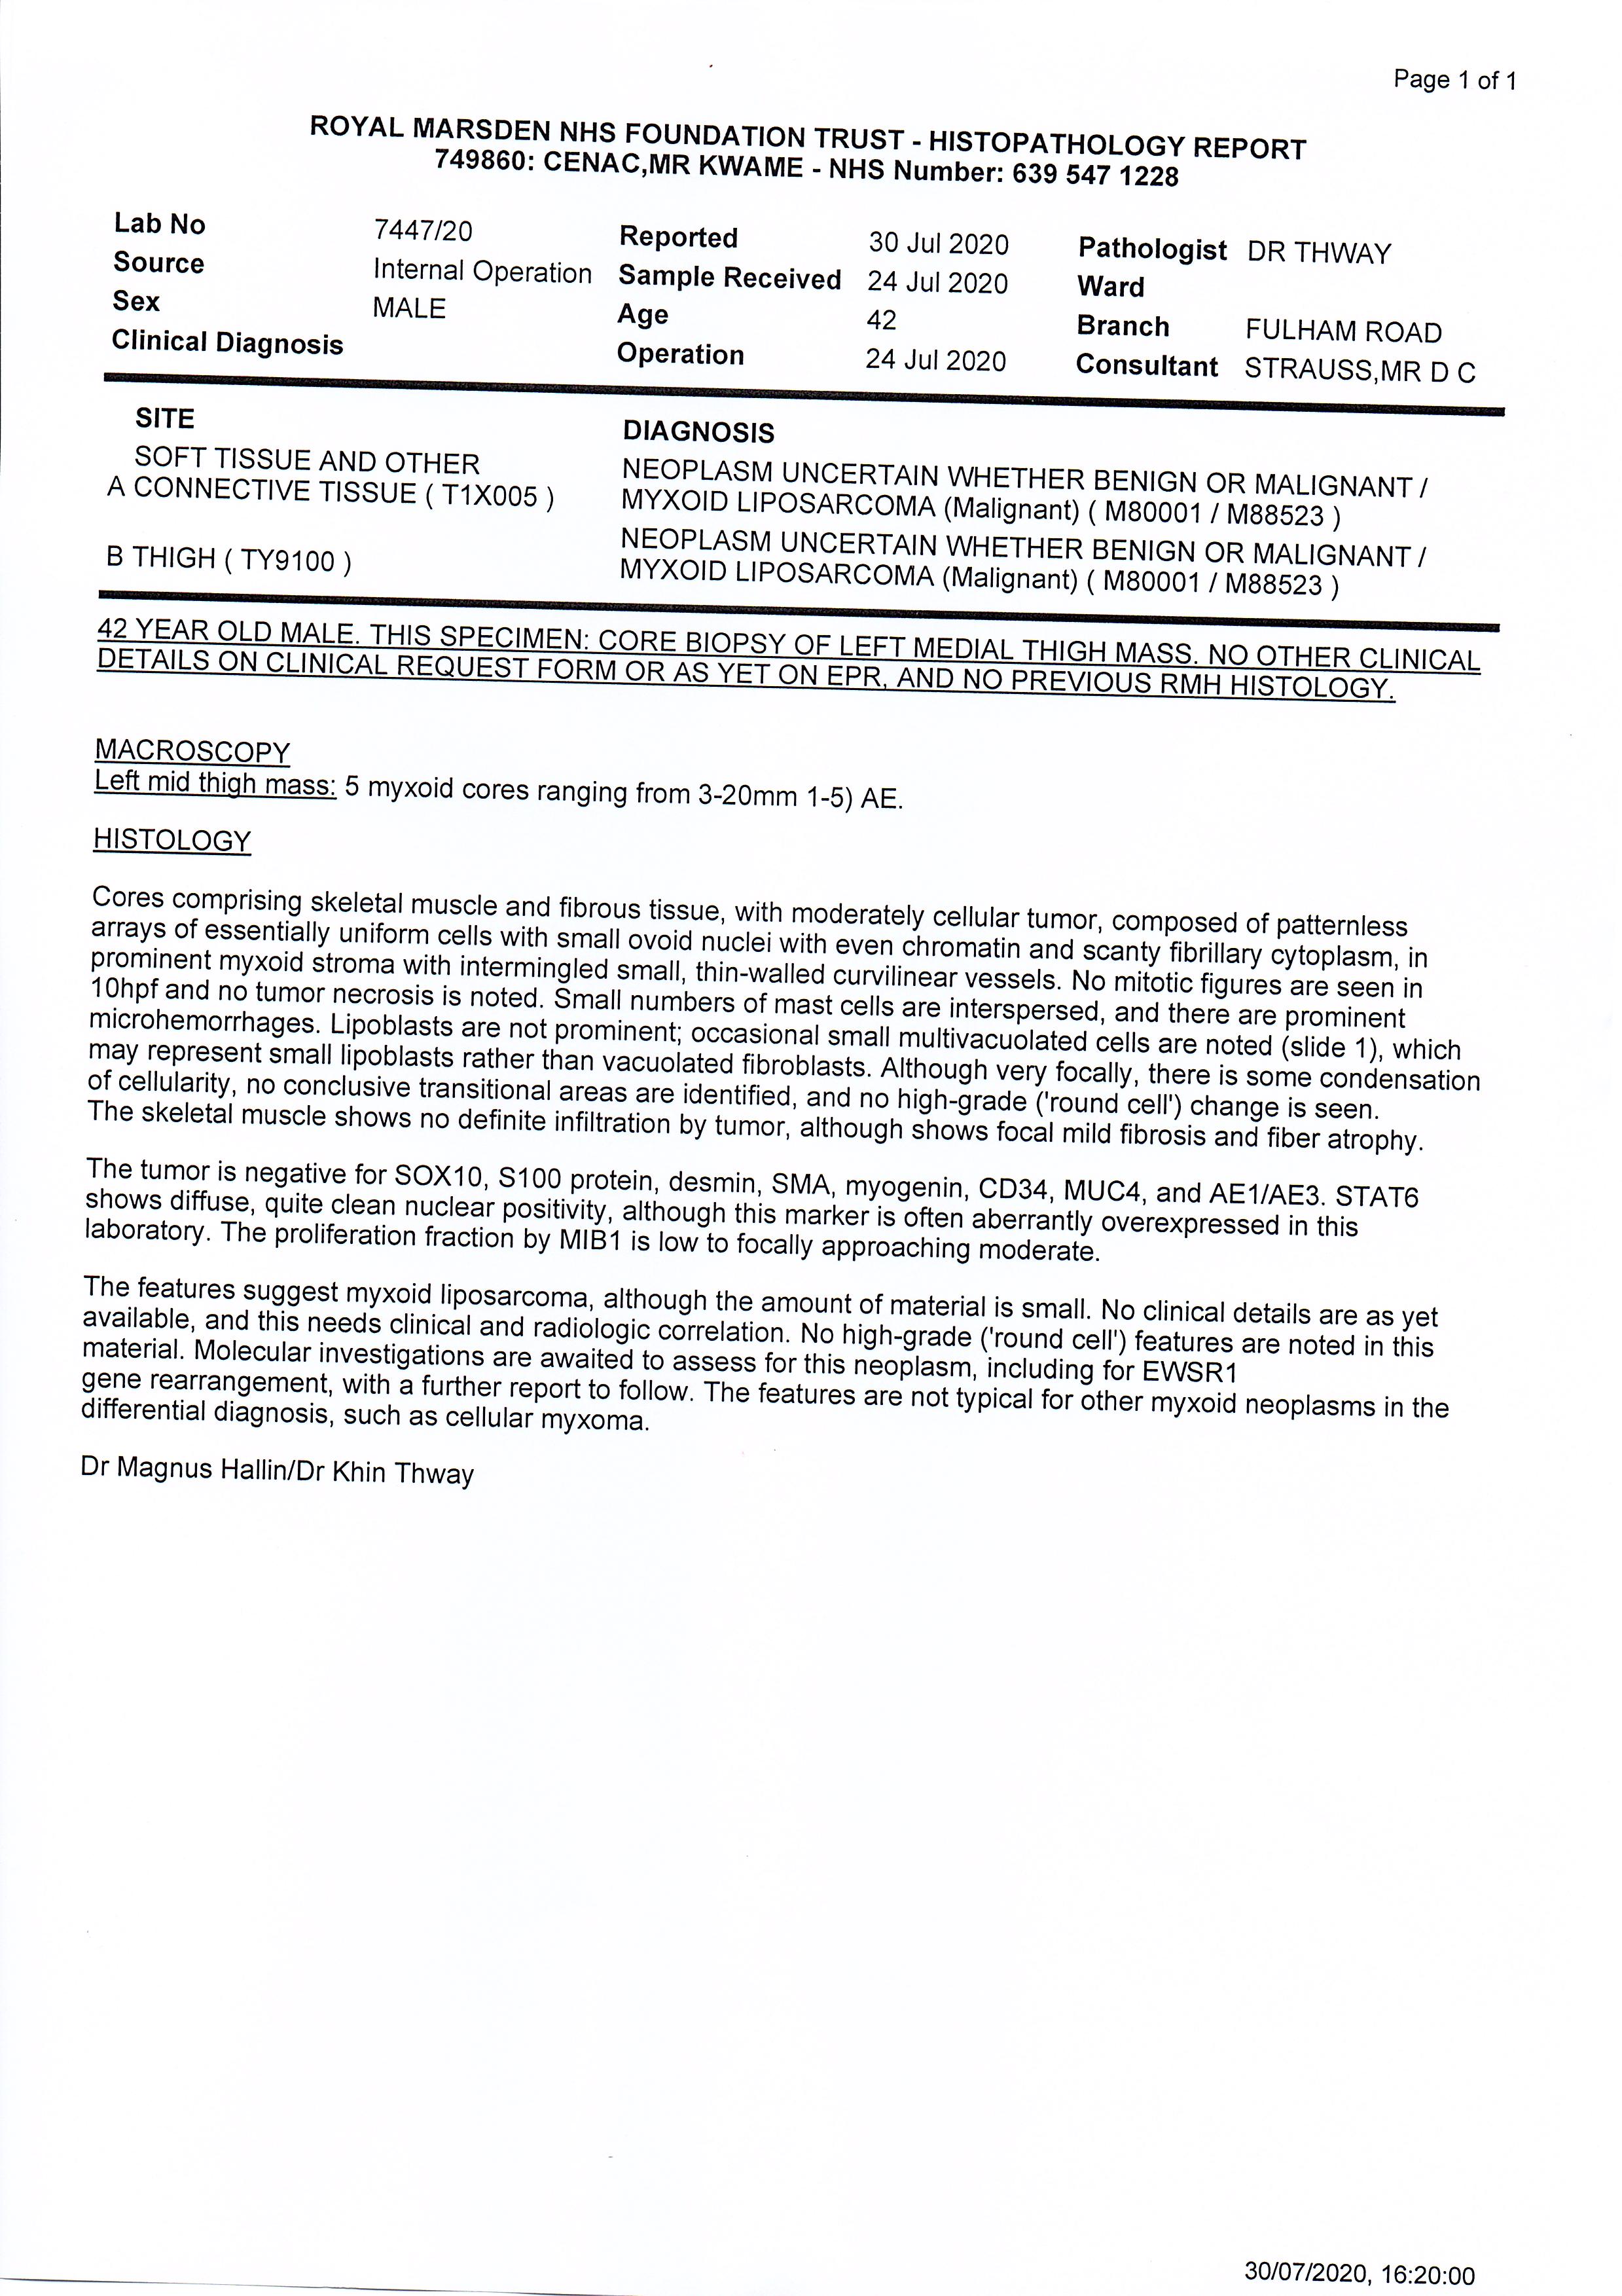 Page 1 of 1
ROYAL MARSDEN NHS FOUNDATION TRUST - HISTOPATHOLOGY REPORT
749860: CENAC,MR KWAME - NHS Number: 639 547 1228
Lab No 7447/20 Reported 30 Jul 2020 Pathologist DR THWAY
Source Internal Operation Sample Received 24 Jul 2020 Ward
Sex MALE Age 42 Branch FULHAM ROAD
Clinical Diagnosis Operation 24 Jul 2020 Consultant STRAUSS,MR D C
SITE DIAGNOSIS
SOFT TISSUE AND OTHER NEOPLASM UNCERTAIN WHETHER BENIGN OR MALIGNANT /
A CONNECTIVE TISSUE ( T1X005 ) MYXOID LIPOSARCOMA (Malignant) ( M80001 / M88523 )
NEOPLASM UNCERTAIN WHETHER BENIGN OR MALIGNANT /
B THIGH ( TY9100 ) MYXOID LIPOSARCOMA (Malignant) ( M80001 / M88523 )
42 YEAR OLD MALE. THIS SPECIMEN: CORE BIOPSY OF LEFT MEDIAL THIGH MASS. NO OTHER CLINICAL
DETAILS ON CLINICAL REQUEST FORM OR AS YET ON EPR, AND NO PREVIOUS RMH HISTOLOGY.
MACROSCOPY
Left mid thigh mass: 5 myxoid cores ranging from 3-20mm 1-5) AE.
HISTOLOGY
Cores comprising skeletal muscle and fibrous tissue, with moderately cellular tumor, composed of patternless
arrays of essentially uniform cells with small ovoid nuclei with even chromatin and scanty fibrillary cytoplasm, in
prominent myxoid stroma with intermingled small, thin-walled curvilinear vessels. No mitotic figures are seen in
10hpf and no tumor necrosis is noted. Small numbers of mast cells are interspersed, and there are prominent
microhemorrhages. Lipoblasts are not prominent; occasional small multivacuolated cells are noted (slide 1), which
may represent small lipoblasts rather than vacuolated fibroblasts. Although very focally, there is some condensation
of cellularity, no conclusive transitional areas are identified, and no high-grade ('round cell') change is seen.
The skeletal muscle shows no definite infiltration by tumor, although shows focal mild fibrosis and fiber atrophy.
The tumor is negative for SOX10, S100 protein, desmin, SMA, myogenin, CD34, MUC4, and AE1/AE3. STAT6
shows diffuse, quite clean nuclear positivity, although this marker is often aberrantly overexpressed in this
laboratory. The proliferation fraction by MIB1 is low to focally approaching moderate.
The features suggest myxoid liposarcoma, although the amount of material is small. No clinical details are as yet
available, and this needs clinical and radiologic correlation. No high-grade ('round cell') features are noted in this
material. Molecular investigations are awaited to assess for this neoplasm, including for EWSR1
gene rearrangement, with a further report to follow. The features are not typical for other myxoid neoplasms in the
differential diagnosis, such as cellular myxoma.
Dr Magnus Hallin/Dr Khin Thway
30/07/2020, 16:20:00